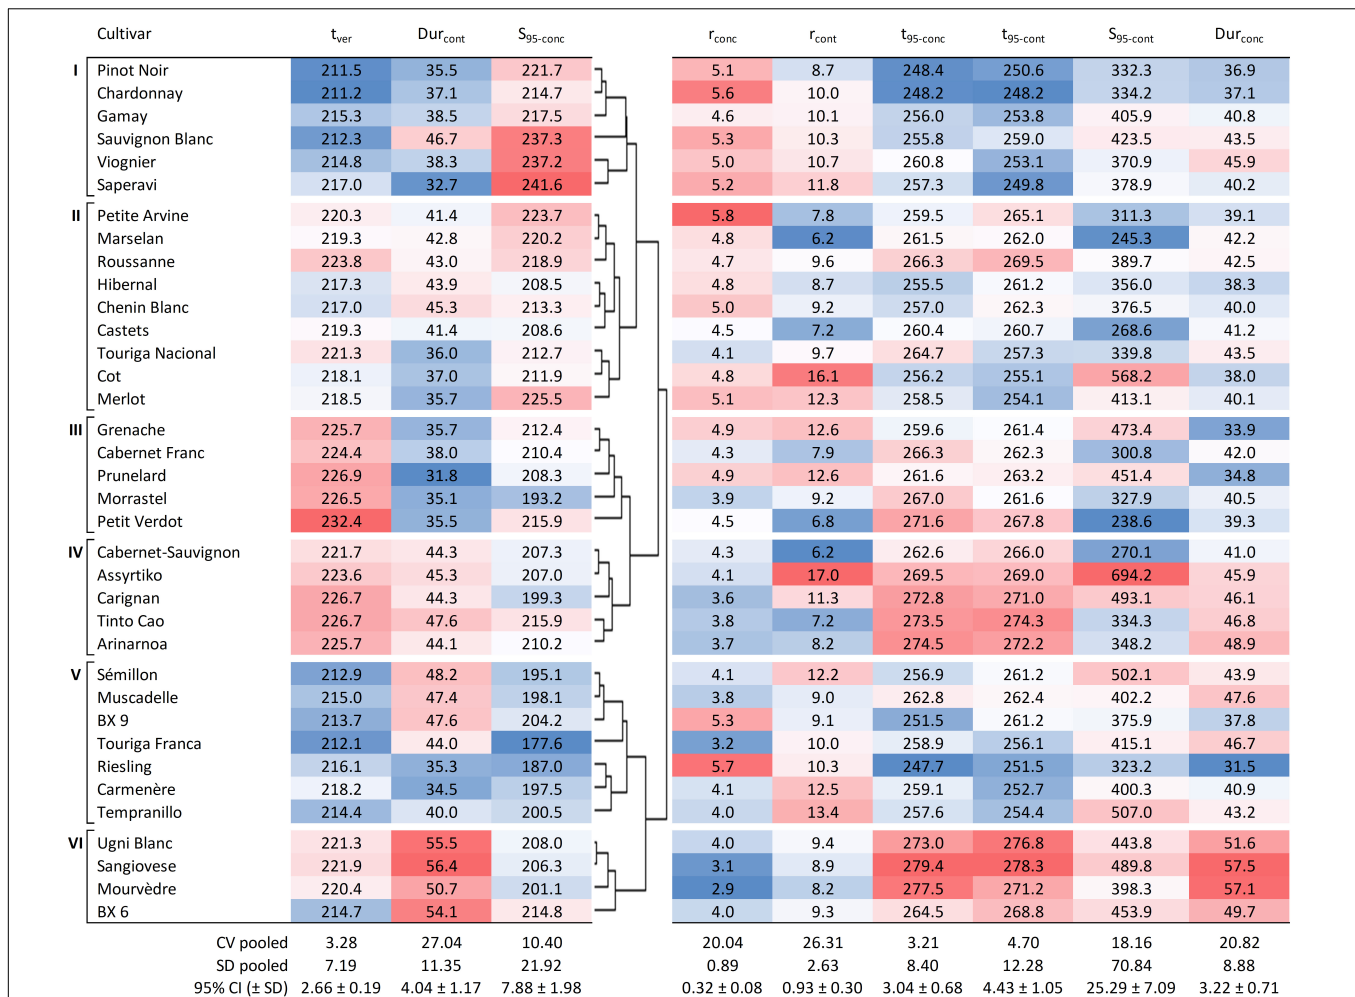 Cultivar t_ver Dur_cont S_95-conc r_conc r_cont t_95-conc t_95-cont S_95-cont Dur_conc
I Pinot Noir 211.5 35.5 221.7 5.1 8.7 248.4 250.6 332.3 36.9
Chardonnay 211.2 37.1 214.7 5.6 10.0 248.2 248.2 334.2 37.1
Gamay 215.3 38.5 217.5 4.6 10.1 256.0 253.8 405.9 40.8
Sauvignon Blanc 212.3 46.7 237.3 5.3 10.3 255.8 259.0 423.5 43.5
Viognier 214.8 38.3 237.2 5.0 10.7 260.8 253.1 370.9 45.9
Saperavi 217.0 32.7 241.6 5.2 11.8 257.3 249.8 378.9 40.2
II Petite Arvine 220.3 41.4 223.7 5.8 7.8 259.5 265.1 311.3 39.1
Marselan 219.3 42.8 220.2 4.8 6.2 261.5 262.0 245.3 42.2
Roussanne 223.8 43.0 218.9 4.7 9.6 266.3 269.5 389.7 42.5
Hibernal 217.3 43.9 208.5 4.8 8.7 255.5 261.2 356.0 38.3
Chenin Blanc 217.0 45.3 213.3 5.0 9.2 257.0 262.3 376.5 40.0
Castets 219.3 41.4 208.6 4.5 7.2 260.4 260.7 268.6 41.2
Touriga Nacional 221.3 36.0 212.7 4.1 9.7 264.7 257.3 339.8 43.5
Cot 218.1 37.0 211.9 4.8 16.1 256.2 255.1 568.2 38.0
Merlot 218.5 35.7 225.5 5.1 12.3 258.5 254.1 413.1 40.1
III Grenache 225.7 35.7 212.4 4.9 12.6 259.6 261.4 473.4 33.9
Cabernet Franc 224.4 38.0 210.4 4.3 7.9 266.3 262.3 300.8 42.0
Prunelard 226.9 31.8 208.3 4.9 12.6 261.6 263.2 451.4 34.8
Morrastel 226.5 35.1 193.2 3.9 9.2 267.0 261.6 327.9 40.5
Petit Verdot 232.4 35.5 215.9 4.5 6.8 271.6 267.8 238.6 39.3
IV Cabernet-Sauvignon 221.7 44.3 207.3 4.3 6.2 262.6 266.0 270.1 41.0
Assyrtiko 223.6 45.3 207.0 4.1 17.0 269.5 269.0 694.2 45.9
Carignan 226.7 44.3 199.3 3.6 11.3 272.8 271.0 493.1 46.1
Tinto Cao 226.7 47.6 215.9 3.8 7.2 273.5 274.3 334.3 46.8
Arinarnoa 225.7 44.1 210.2 3.7 8.2 274.5 272.2 348.2 48.9
V Sémillon 212.9 48.2 195.1 4.1 12.2 256.9 261.2 502.1 43.9
Muscadelle 215.0 47.4 198.1 3.8 9.0 262.8 262.4 402.2 47.6
BX 9 213.7 47.6 204.2 5.3 9.1 251.5 261.2 375.9 37.8
Touriga Franca 212.1 44.0 177.6 3.2 10.0 258.9 256.1 415.1 46.7
Riesling 216.1 35.3 187.0 5.7 10.3 247.7 251.5 323.2 31.5
Carmenère 218.2 34.5 197.5 4.1 12.5 259.1 252.7 400.3 40.9
Tempranillo 214.4 40.0 200.5 4.0 13.4 257.6 254.4 507.0 43.2
VI Ugni Blanc 221.3 55.5 208.0 4.0 9.4 273.0 276.8 443.8 51.6
Sangiovese 221.9 56.4 206.3 3.1 8.9 279.4 278.3 489.8 57.5
Mourvèdre 220.4 50.7 201.1 2.9 8.2 277.5 271.2 398.3 57.1
BX 6 214.7 54.1 214.8 4.0 9.3 264.5 268.8 453.9 49.7
CV pooled 3.28 27.04 10.40 20.04 26.31 3.21 4.70 18.16 20.82
SD pooled 7.19 11.35 21.92 0.89 2.63 8.40 12.28 70.84 8.88
95% CI (± SD) 2.66 ± 0.19 4.04 ± 1.17 7.88 ± 1.98 0.32 ± 0.08 0.93 ± 0.30 3.04 ± 0.68 4.43 ± 1.05 25.29 ± 7.09 3.22 ± 0.71